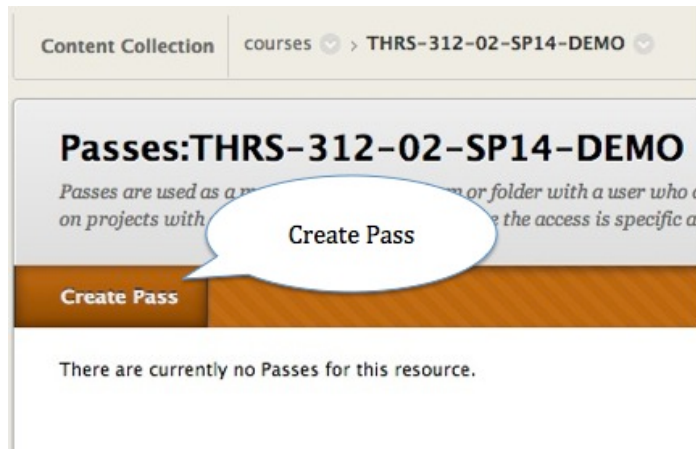 Content Collection courses > THRS-312-02-SP14-DEMO
Passes:THRS-312-02-SP14-DEMO
Passes are used as a or folder with a user who
on projects with the access is specific
Create Pass
Create Pass
There are currently no Passes for this resource.